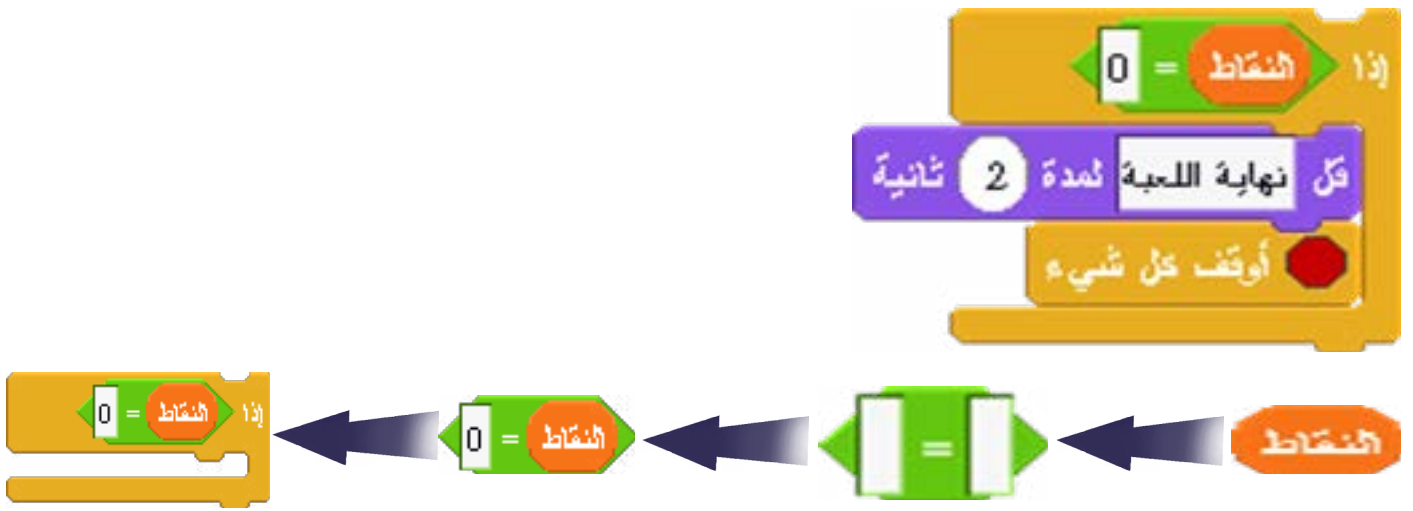 إذا النقاط = 0
قل نهاية اللعبة لمدة 2 ثانية
أوقف كل شيء
النقاط
=
النقاط = 0
إذا النقاط = 0